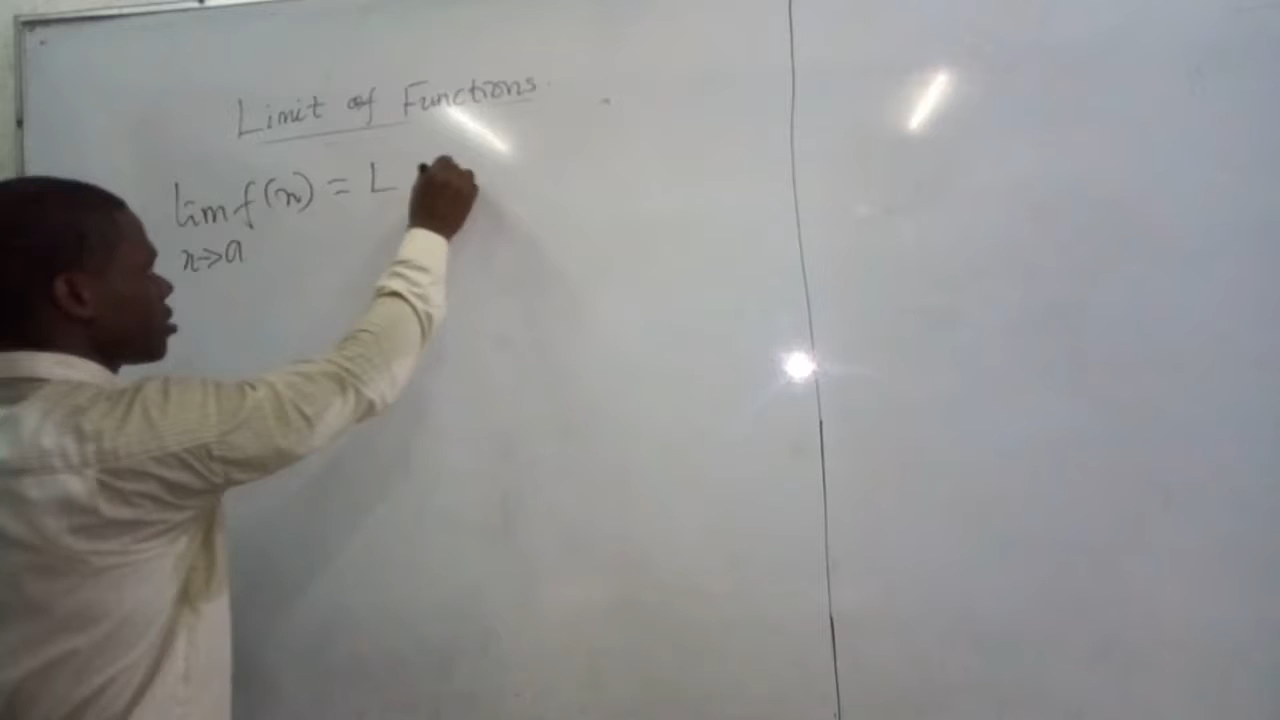 Limit of Functions.
lim f(x) = L
x→a